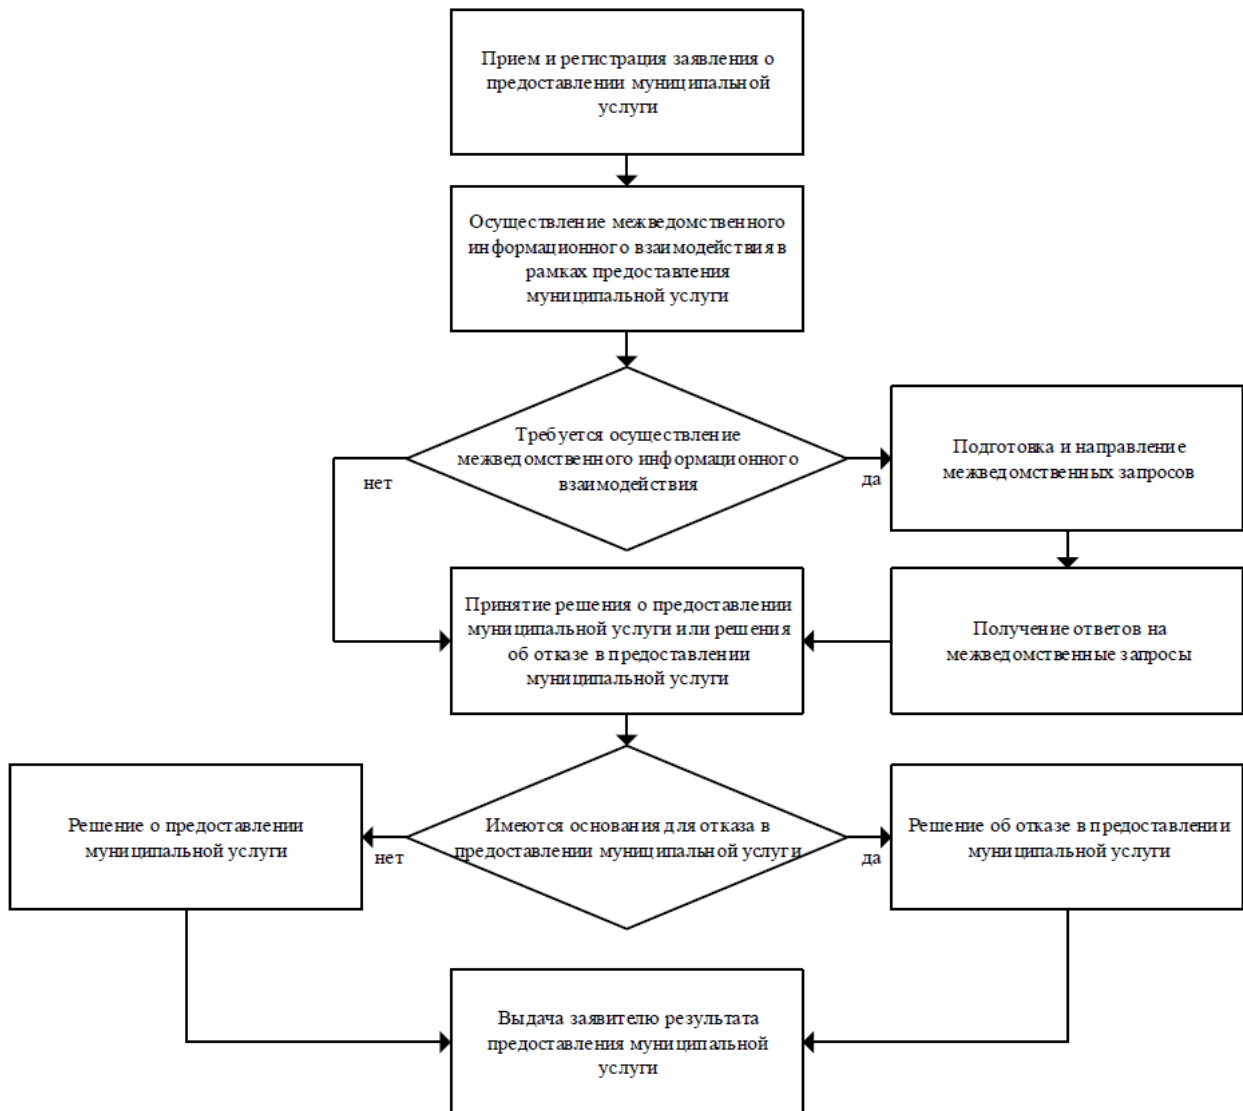 Прием и регистрация заявления о
предоставлении муниципальной
услуги
Осуществление межведомственного
информационного взаимодействия в
рамках предоставления
муниципальной услуги
Требуется осуществление
межведомственного информационного
взаимодействия
нет
да
Подготовка и направление
межведомственных запросов
Принятие решения о предоставлении
муниципальной услуги или решения
об отказе в предоставлении
муниципальной услуги
Получение ответов на
межведомственные запросы
Решение о предоставлении
муниципальной услуги
нет
Имеются основания для отказа в
предоставлении муниципальной услуги
да
Решение об отказе в предоставлении
муниципальной услуги
Выдача заявителю результата
предоставления муниципальной
услуги